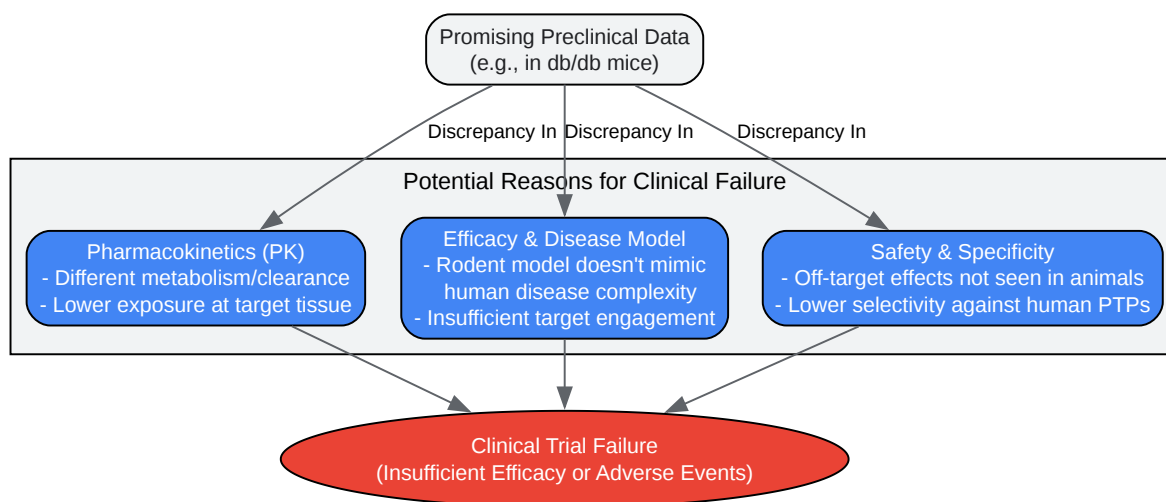 Promising Preclinical Data
(e.g., in db/db mice)
Discrepancy In
Discrepancy In
Discrepancy In
Potential Reasons for Clinical Failure
Pharmacokinetics (PK)
- Different metabolism/clearance
- Lower exposure at target tissue
Efficacy & Disease Model
- Rodent model doesn't mimic
human disease complexity
- Insufficient target engagement
Safety & Specificity
- Off-target effects not seen in animals
- Lower selectivity against human PTPs
Clinical Trial Failure
(Insufficient Efficacy or Adverse Events)